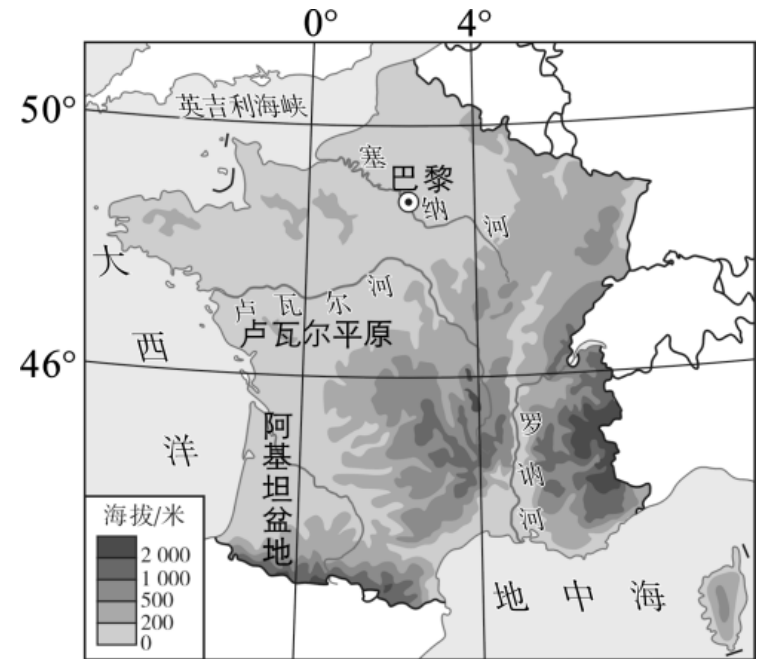 0° 4°
50°
英吉利海峡
塞
巴黎
纳
河
大
西
洋
卢瓦尔河
卢瓦尔平原
46°
阿基坦盆地
罗讷河
海拔/米
2 000
1 000
500
200
0
地中海